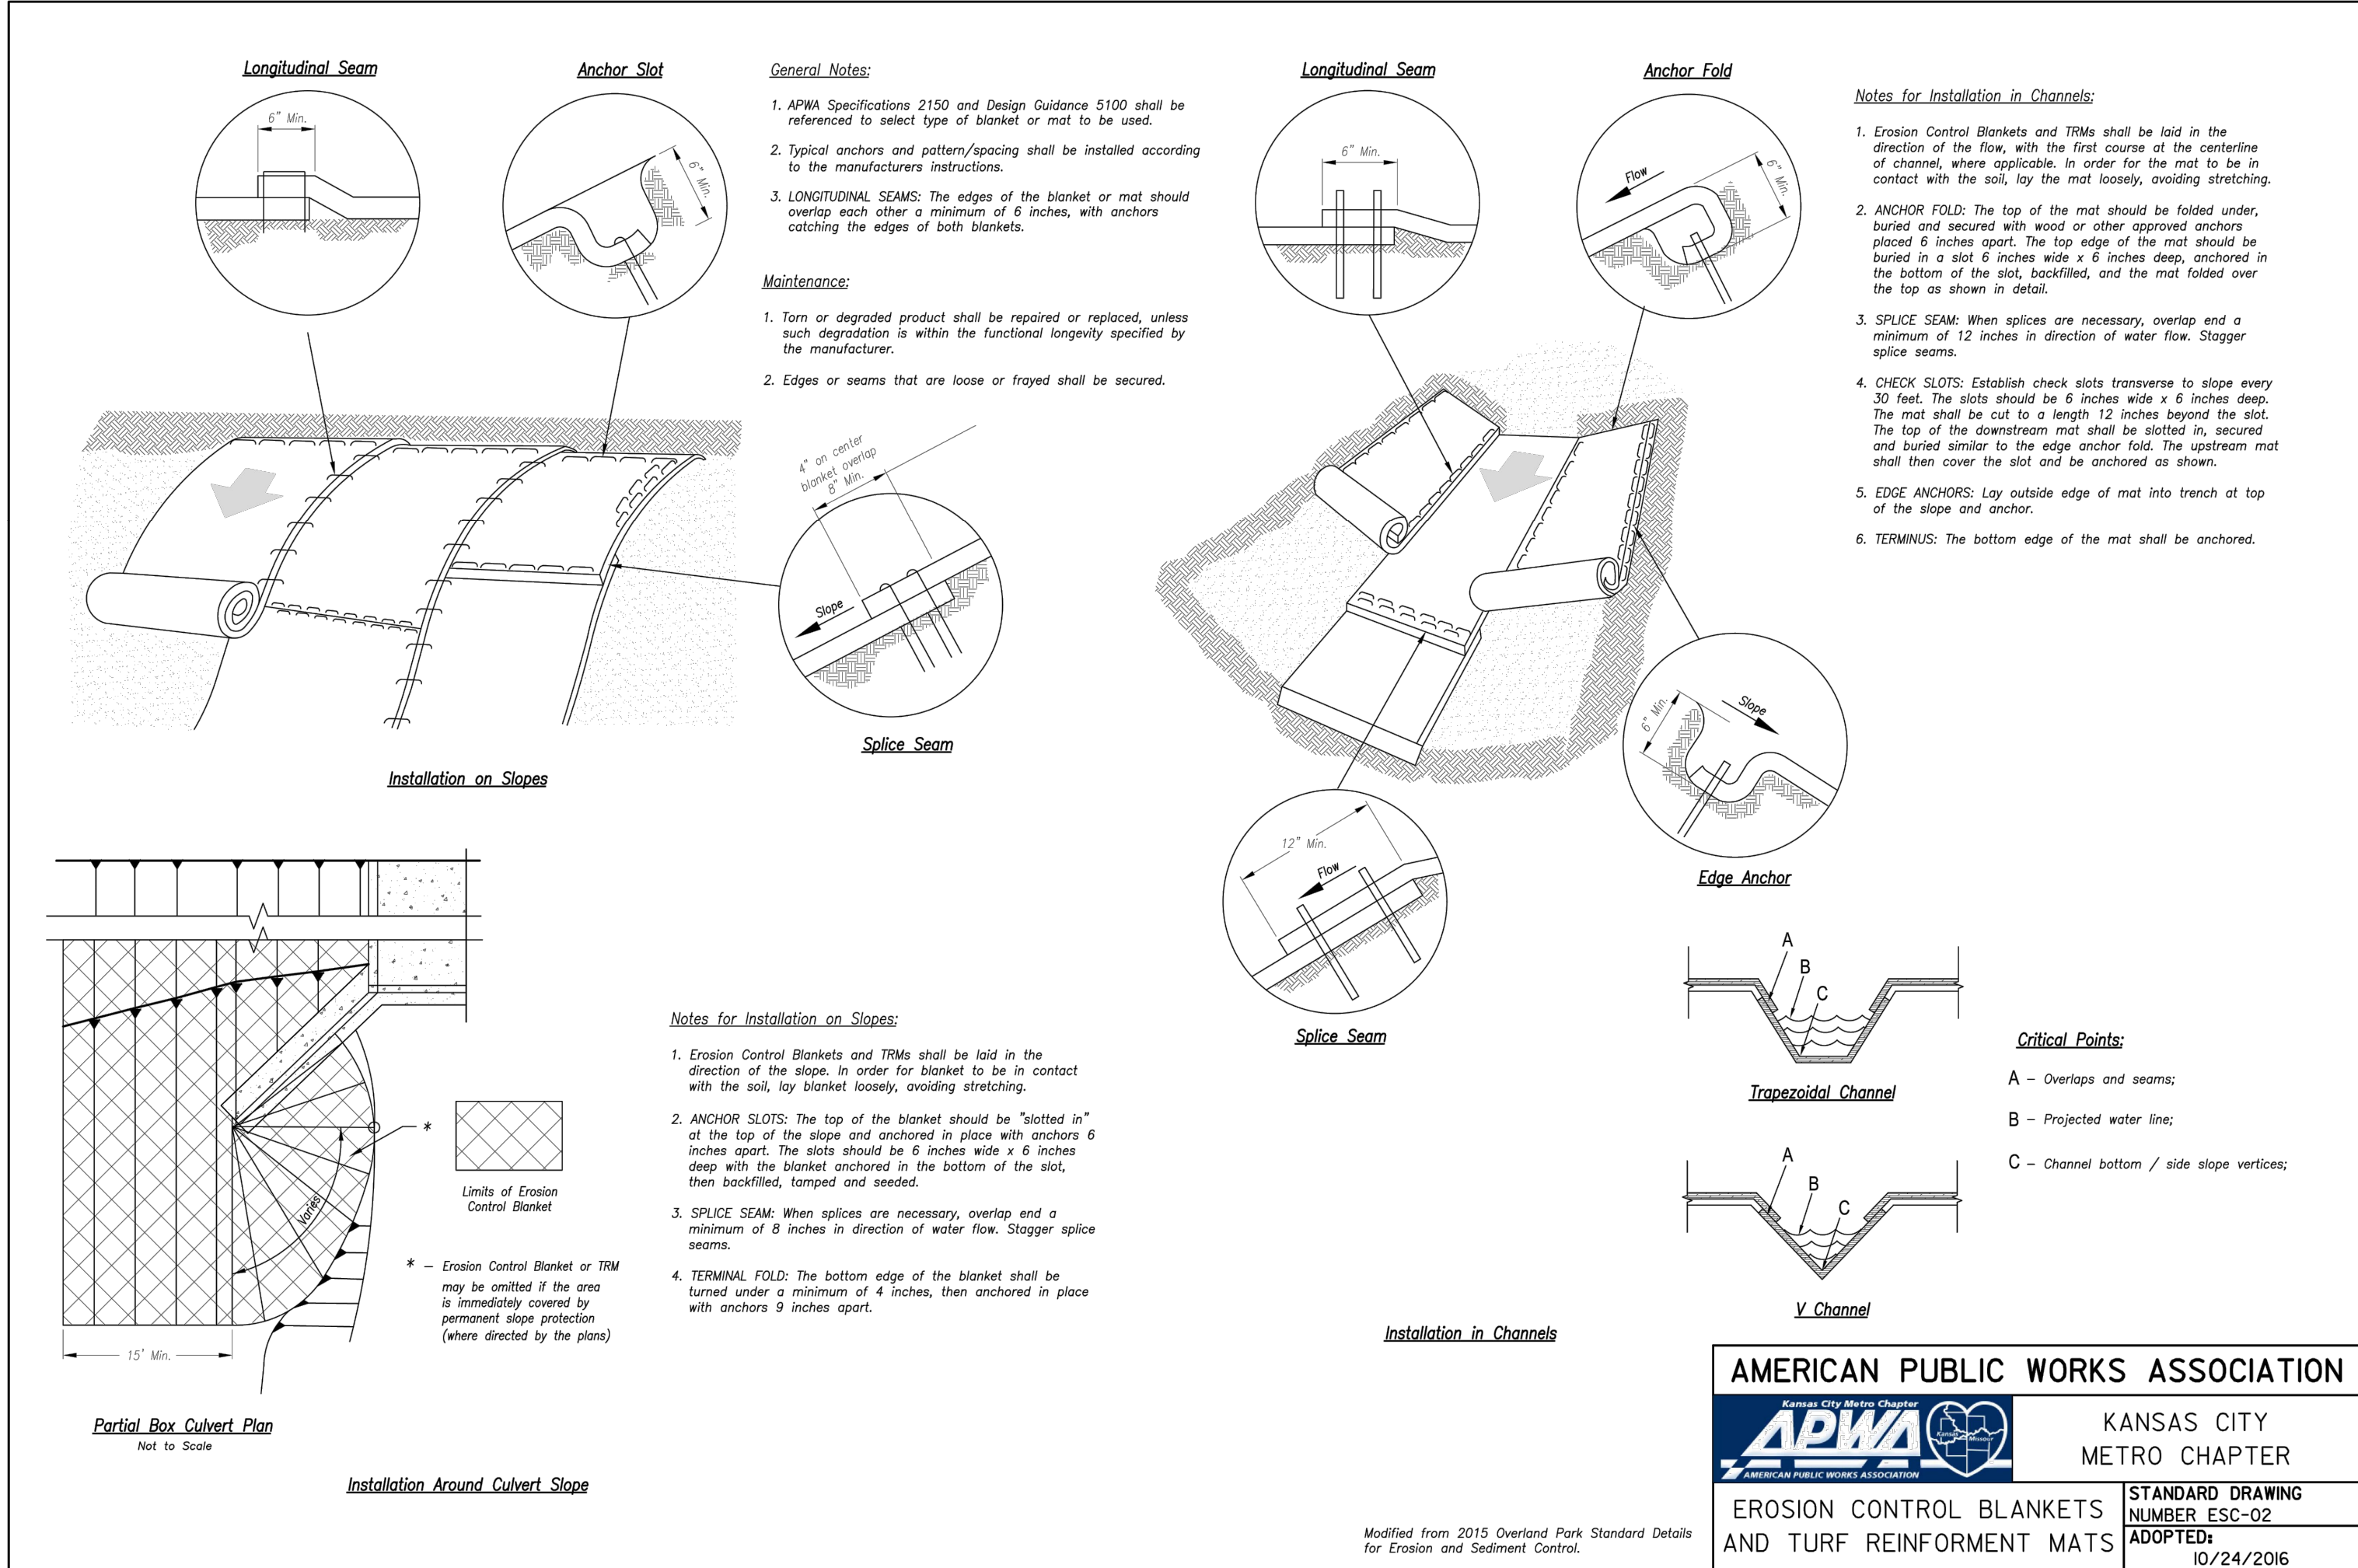 Longitudinal Seam
6" Min.
Anchor Slot
6" Min.
General Notes:
1. APWA Specifications 2150 and Design Guidance 5100 shall be
referenced to select type of blanket or mat to be used.
2. Typical anchors and pattern/spacing shall be installed according
to the manufacturers instructions.
3. LONGITUDINAL SEAMS: The edges of the blanket or mat should
overlap each other a minimum of 6 inches, with anchors
catching the edges of both blankets.
Maintenance:
1. Torn or degraded product shall be repaired or replaced, unless
such degradation is within the functional longevity specified by
the manufacturer.
2. Edges or seams that are loose or frayed shall be secured.
4" on center
blanket overlap
8" Min.
Slope
Splice Seam
Installation on Slopes
Longitudinal Seam
6" Min.
Anchor Fold
Flow
6" Min.
Notes for Installation in Channels:
1. Erosion Control Blankets and TRMs shall be laid in the
direction of the flow, with the first course at the centerline
of channel, where applicable. In order for the mat to be in
contact with the soil, lay the mat loosely, avoiding stretching.
2. ANCHOR FOLD: The top of the mat should be folded under,
buried and secured with wood or other approved anchors
placed 6 inches apart. The top edge of the mat should be
buried in a slot 6 inches wide x 6 inches deep, anchored in
the bottom of the slot, backfilled, and the mat folded over
the top as shown in detail.
3. SPLICE SEAM: When splices are necessary, overlap end a
minimum of 12 inches in direction of water flow. Stagger
splice seams.
4. CHECK SLOTS: Establish check slots transverse to slope every
30 feet. The slots should be 6 inches wide x 6 inches deep.
The mat shall be cut to a length 12 inches beyond the slot.
The top of the downstream mat shall be slotted in, secured
and buried similar to the edge anchor fold. The upstream mat
shall then cover the slot and be anchored as shown.
5. EDGE ANCHORS: Lay outside edge of mat into trench at top
of the slope and anchor.
6. TERMINUS: The bottom edge of the mat shall be anchored.
6" Min.
Slope
Edge Anchor
12" Min.
Flow
Splice Seam
A
B
C
Trapezoidal Channel
A
B
C
V Channel
Critical Points:
A – Overlaps and seams;
B – Projected water line;
C – Channel bottom / side slope vertices;
Installation in Channels
Varies
*
Limits of Erosion
Control Blanket
* – Erosion Control Blanket or TRM
may be omitted if the area
is immediately covered by
permanent slope protection
(where directed by the plans)
15' Min.
Partial Box Culvert Plan
Not to Scale
Installation Around Culvert Slope
Notes for Installation on Slopes:
1. Erosion Control Blankets and TRMs shall be laid in the
direction of the slope. In order for blanket to be in contact
with the soil, lay blanket loosely, avoiding stretching.
2. ANCHOR SLOTS: The top of the blanket should be "slotted in"
at the top of the slope and anchored in place with anchors 6
inches apart. The slots should be 6 inches wide x 6 inches
deep with the blanket anchored in the bottom of the slot,
then backfilled, tamped and seeded.
3. SPLICE SEAM: When splices are necessary, overlap end a
minimum of 8 inches in direction of water flow. Stagger splice
seams.
4. TERMINAL FOLD: The bottom edge of the blanket shall be
turned under a minimum of 4 inches, then anchored in place
with anchors 9 inches apart.
Modified from 2015 Overland Park Standard Details
for Erosion and Sediment Control.
AMERICAN PUBLIC WORKS ASSOCIATION
Kansas City Metro Chapter
APWA
Kansas
Missouri
AMERICAN PUBLIC WORKS ASSOCIATION
KANSAS CITY
METRO CHAPTER
EROSION CONTROL BLANKETS
AND TURF REINFORMENT MATS
STANDARD DRAWING
NUMBER ESC-02
ADOPTED:
10/24/2016